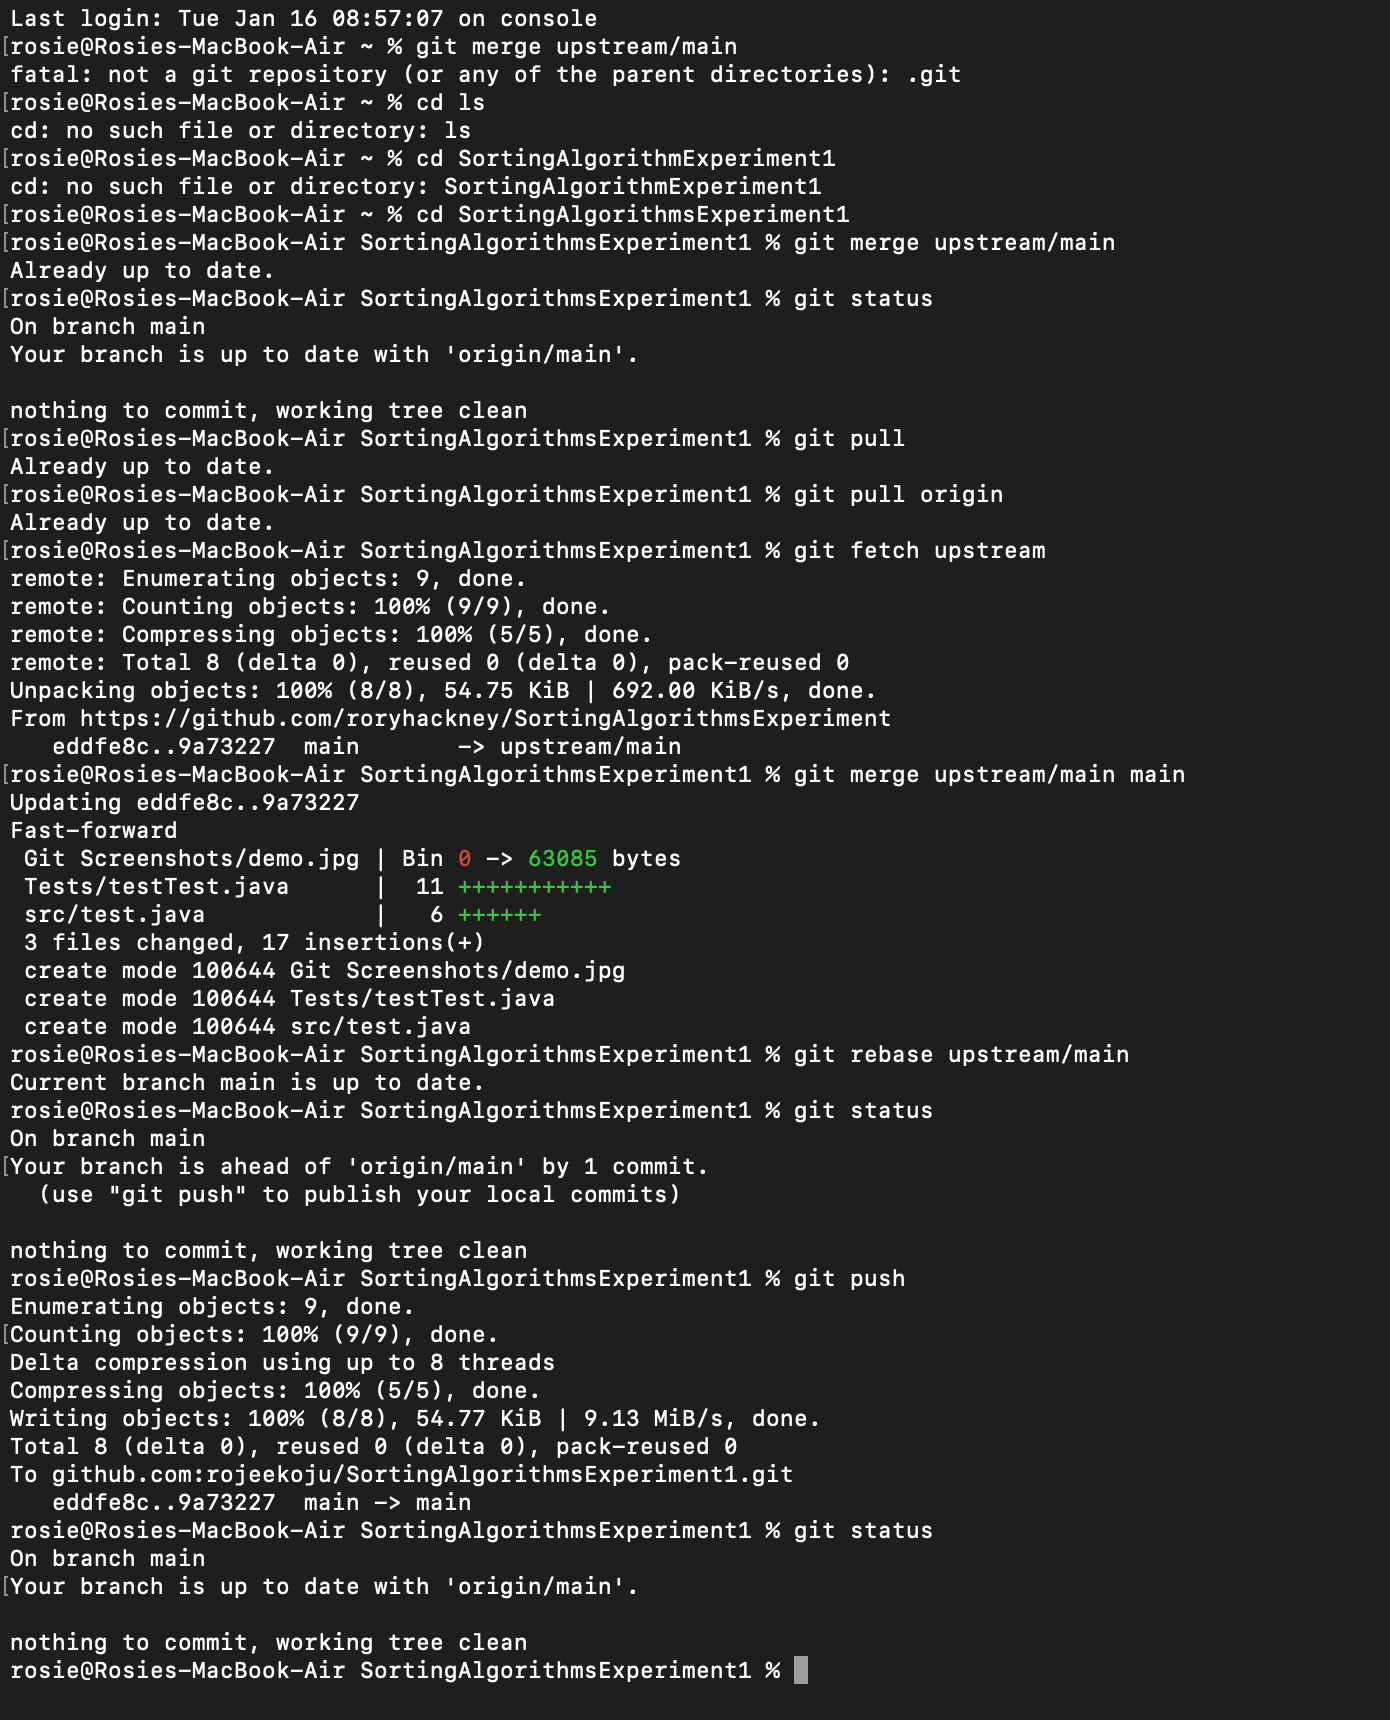 Last login: Tue Jan 16 08:57:07 on console
[rosie@Rosies-MacBook-Air ~ % git merge upstream/main
fatal: not a git repository (or any of the parent directories): .git
[rosie@Rosies-MacBook-Air ~ % cd ls
cd: no such file or directory: ls
[rosie@Rosies-MacBook-Air ~ % cd SortingAlgorithmExperiment1
cd: no such file or directory: SortingAlgorithmExperiment1
[rosie@Rosies-MacBook-Air ~ % cd SortingAlgorithmsExperiment1
[rosie@Rosies-MacBook-Air SortingAlgorithmsExperiment1 % git merge upstream/main
Already up to date.
[rosie@Rosies-MacBook-Air SortingAlgorithmsExperiment1 % git status
On branch main
Your branch is up to date with 'origin/main'.

nothing to commit, working tree clean
[rosie@Rosies-MacBook-Air SortingAlgorithmsExperiment1 % git pull
Already up to date.
[rosie@Rosies-MacBook-Air SortingAlgorithmsExperiment1 % git pull origin
Already up to date.
[rosie@Rosies-MacBook-Air SortingAlgorithmsExperiment1 % git fetch upstream
remote: Enumerating objects: 9, done.
remote: Counting objects: 100% (9/9), done.
remote: Compressing objects: 100% (5/5), done.
remote: Total 8 (delta 0), reused 0 (delta 0), pack-reused 0
Unpacking objects: 100% (8/8), 54.75 KiB | 692.00 KiB/s, done.
From https://github.com/roryhackney/SortingAlgorithmsExperiment
   eddfe8c..9a73227  main       -> upstream/main
[rosie@Rosies-MacBook-Air SortingAlgorithmsExperiment1 % git merge upstream/main main
Updating eddfe8c..9a73227
Fast-forward
 Git Screenshots/demo.jpg | Bin 0 -> 63085 bytes
 Tests/testTest.java      |  11 +++++++++++
 src/test.java            |   6 ++++++
 3 files changed, 17 insertions(+)
 create mode 100644 Git Screenshots/demo.jpg
 create mode 100644 Tests/testTest.java
 create mode 100644 src/test.java
rosie@Rosies-MacBook-Air SortingAlgorithmsExperiment1 % git rebase upstream/main
Current branch main is up to date.
rosie@Rosies-MacBook-Air SortingAlgorithmsExperiment1 % git status
On branch main
[Your branch is ahead of 'origin/main' by 1 commit.
  (use "git push" to publish your local commits)

nothing to commit, working tree clean
rosie@Rosies-MacBook-Air SortingAlgorithmsExperiment1 % git push
Enumerating objects: 9, done.
[Counting objects: 100% (9/9), done.
Delta compression using up to 8 threads
Compressing objects: 100% (5/5), done.
Writing objects: 100% (8/8), 54.77 KiB | 9.13 MiB/s, done.
Total 8 (delta 0), reused 0 (delta 0), pack-reused 0
To github.com:rojeekoju/SortingAlgorithmsExperiment1.git
   eddfe8c..9a73227  main -> main
rosie@Rosies-MacBook-Air SortingAlgorithmsExperiment1 % git status
On branch main
[Your branch is up to date with 'origin/main'.

nothing to commit, working tree clean
rosie@Rosies-MacBook-Air SortingAlgorithmsExperiment1 %